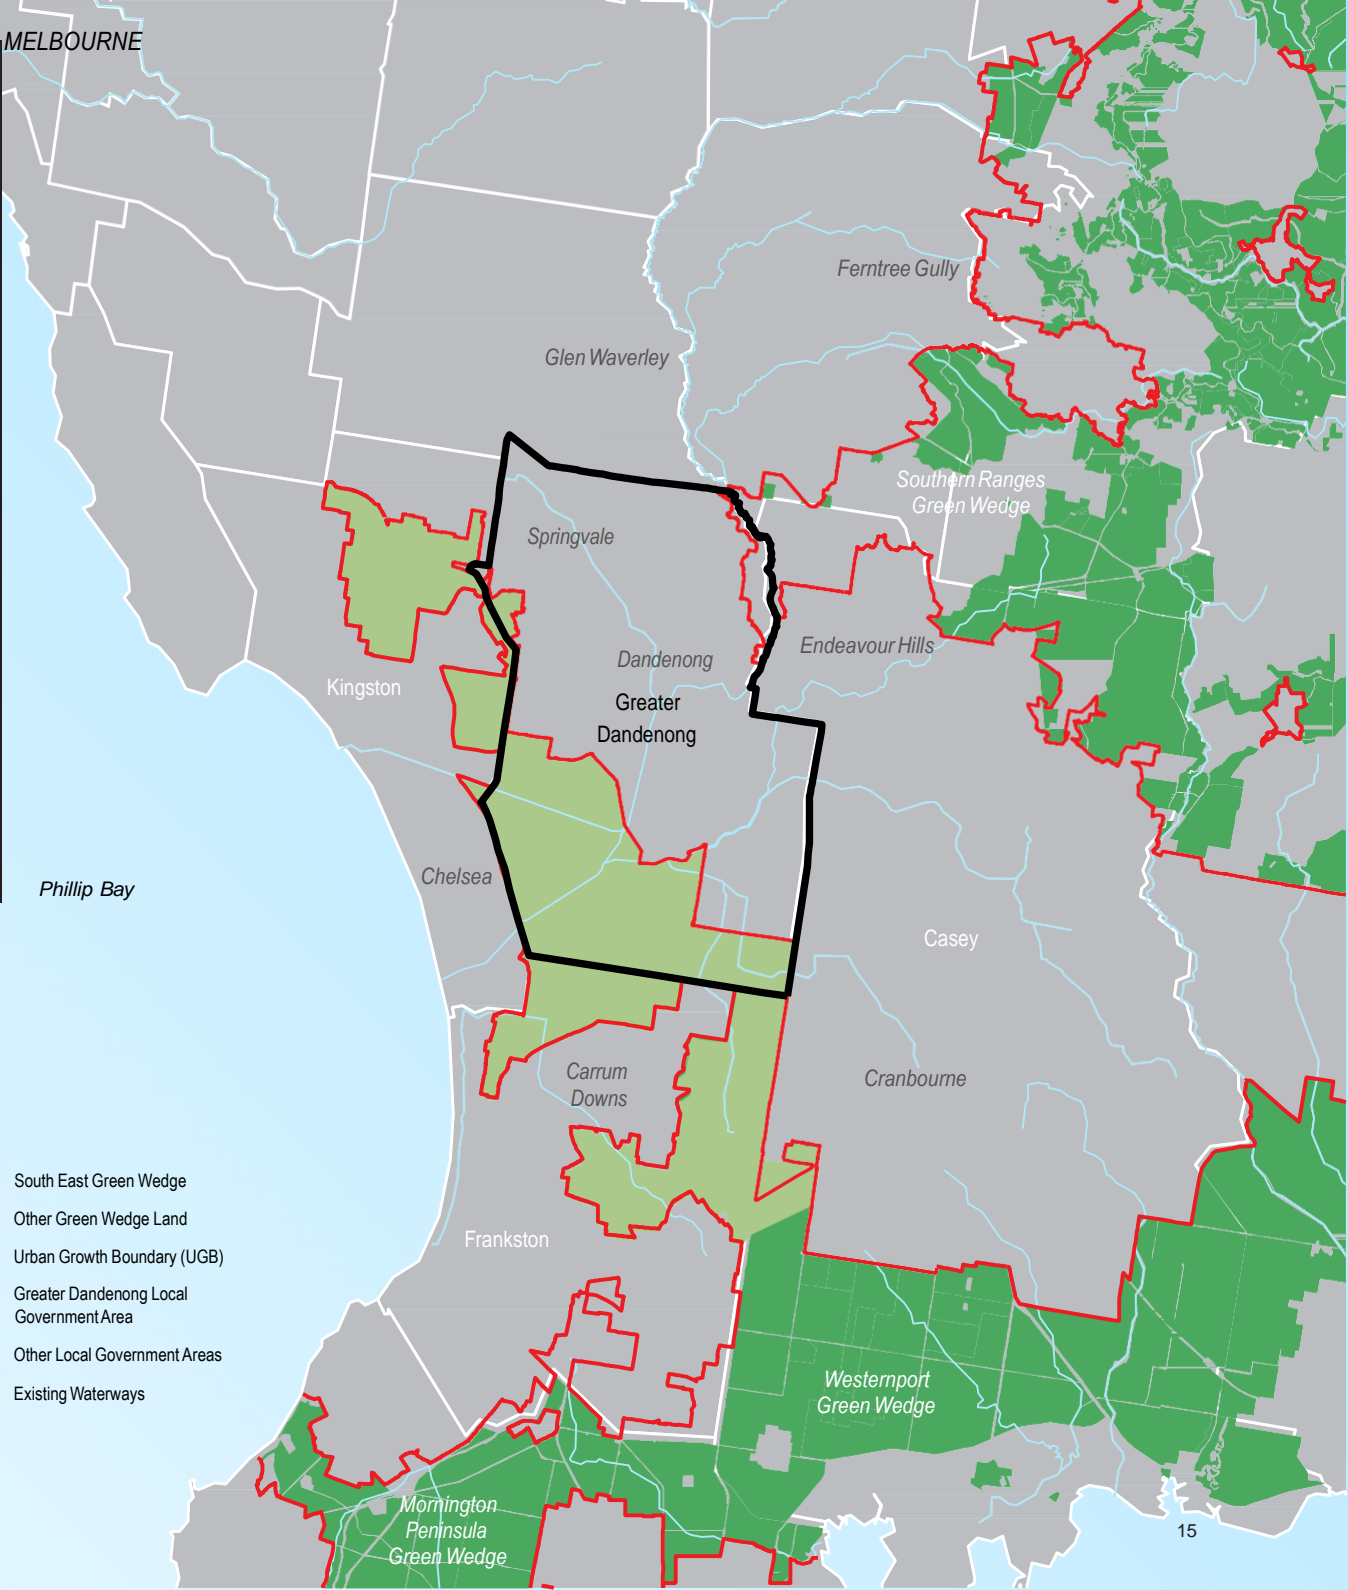 MELBOURNE
Ferntree Gully
Glen Waverley
Southern Ranges
Green Wedge
Springvale
Endeavour Hills
Dandenong
Kingston
Greater
Dandenong
Chelsea
Phillip Bay
Casey
Carrum
Downs
Cranbourne
South East Green Wedge
Other Green Wedge Land
Frankston
Urban Growth Boundary (UGB)
Greater Dandenong Local
Government Area
Other Local Government Areas
Existing Waterways
Westernport
Green Wedge
Mornington
Peninsula
Green Wedge
15